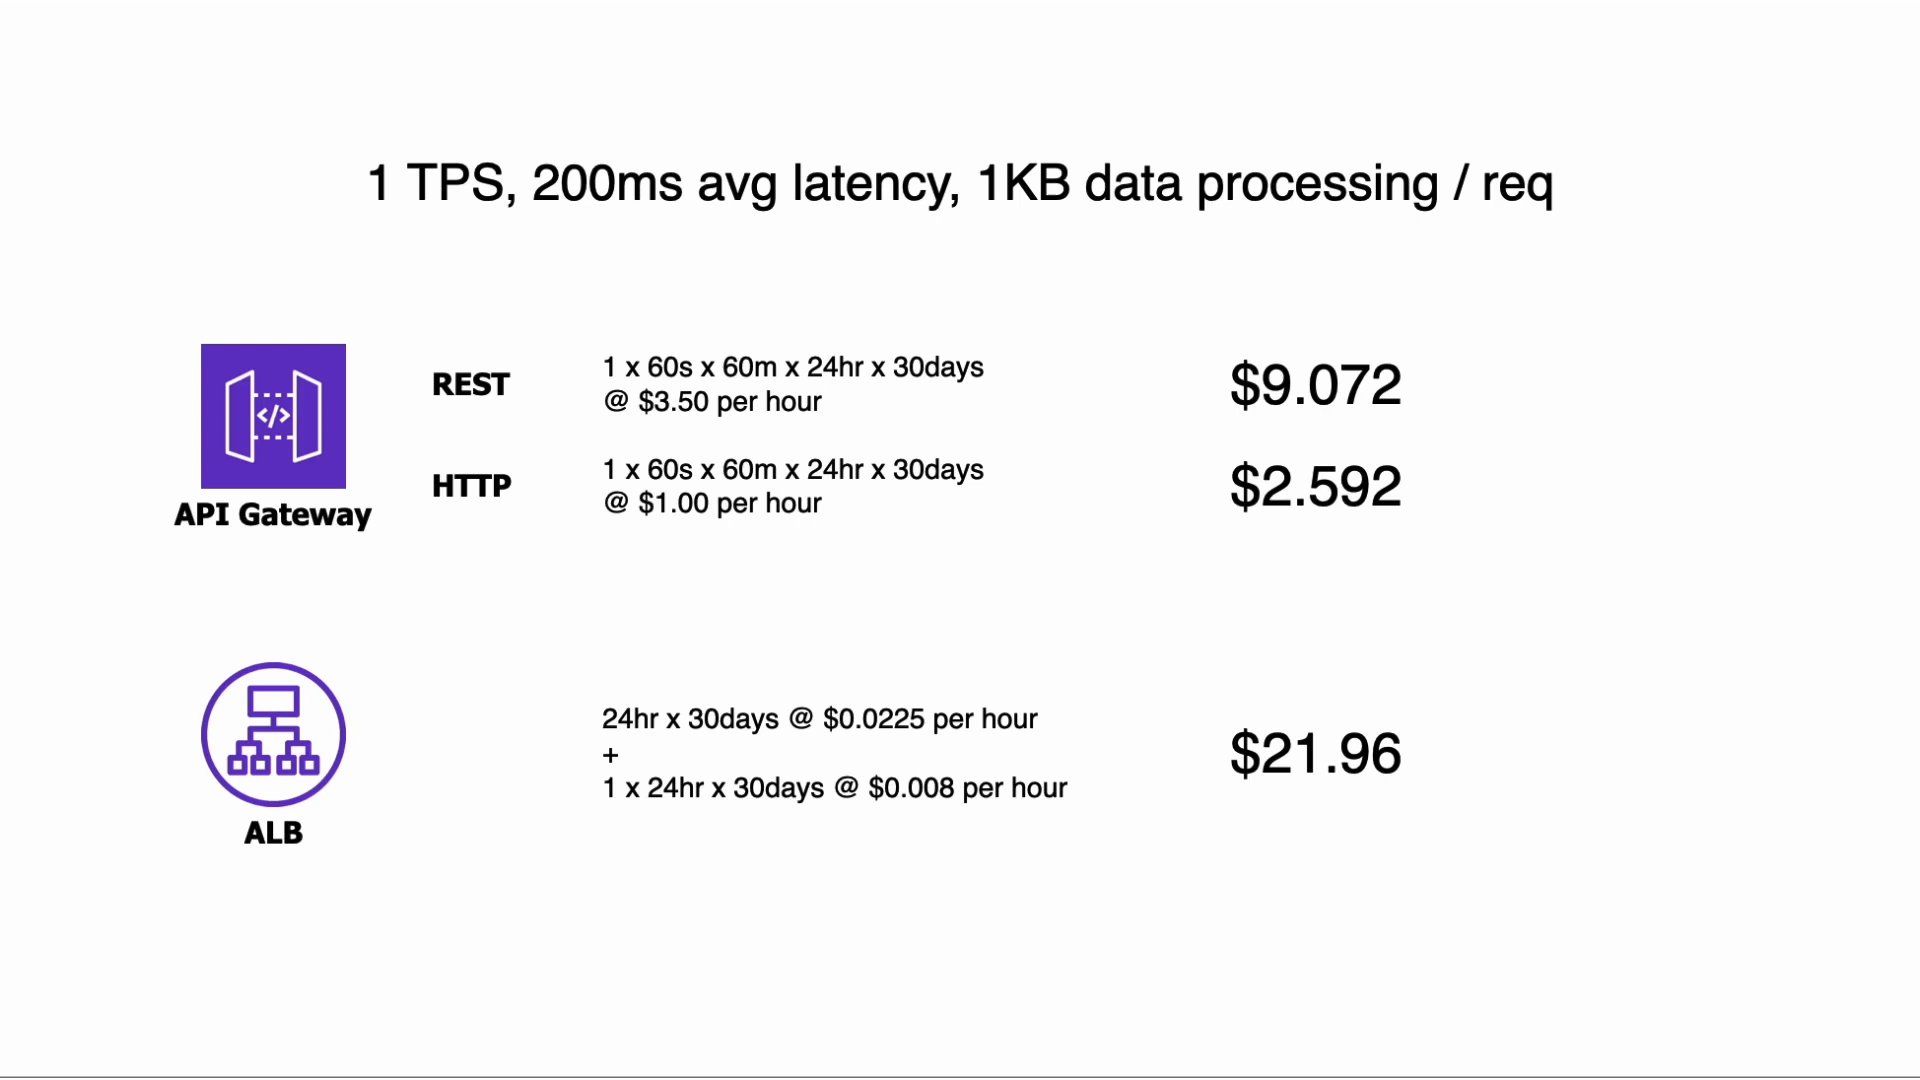 1 TPS, 200ms avg latency, 1KB data processing / req
</>
API Gateway
REST
1 x 60s x 60m x 24hr x 30days
@ $3.50 per hour
$9.072
HTTP
1 x 60s x 60m x 24hr x 30days
@ $1.00 per hour
$2.592
ALB
24hr x 30days @ $0.0225 per hour
+
1 x 24hr x 30days @ $0.008 per hour
$21.96